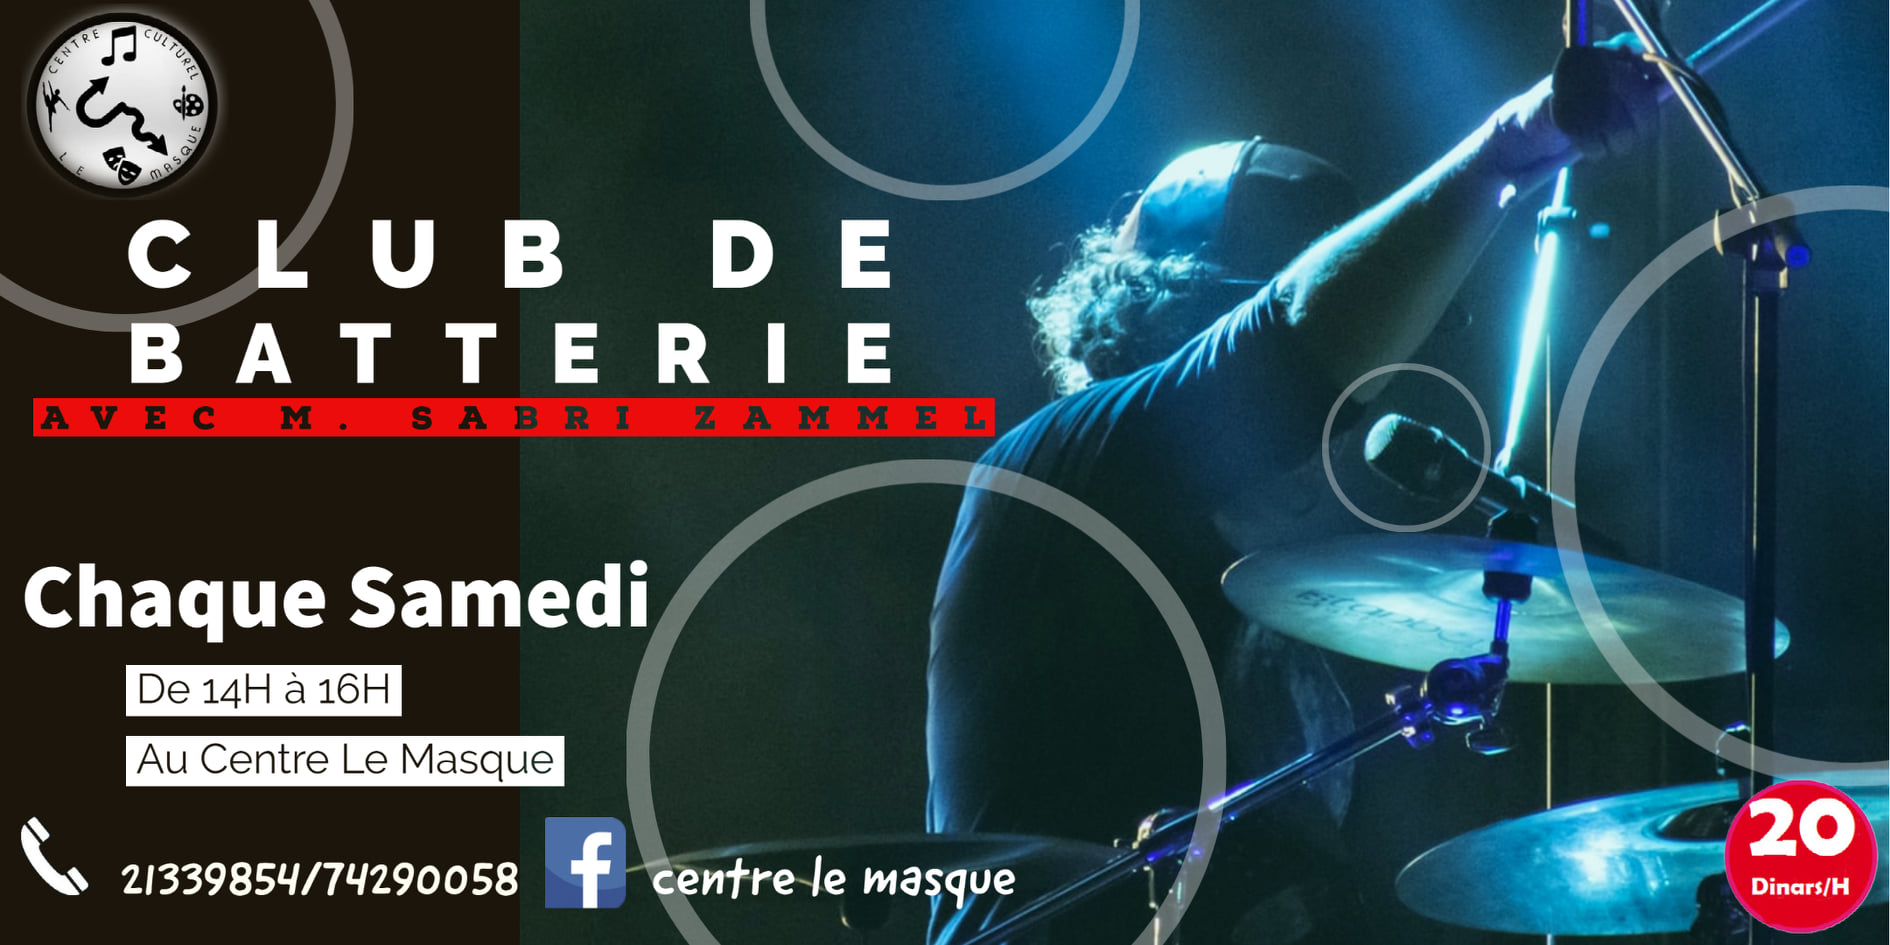 CENTRE CULTUREL
LE MASQUE
CLUB DE
BATTERIE
AVEC M. SABRI ZAMMEL
Chaque Samedi
De 14H à 16H
Au Centre Le Masque
21339854/74290058
f centre le masque
Istanbul
20
Dinars/H